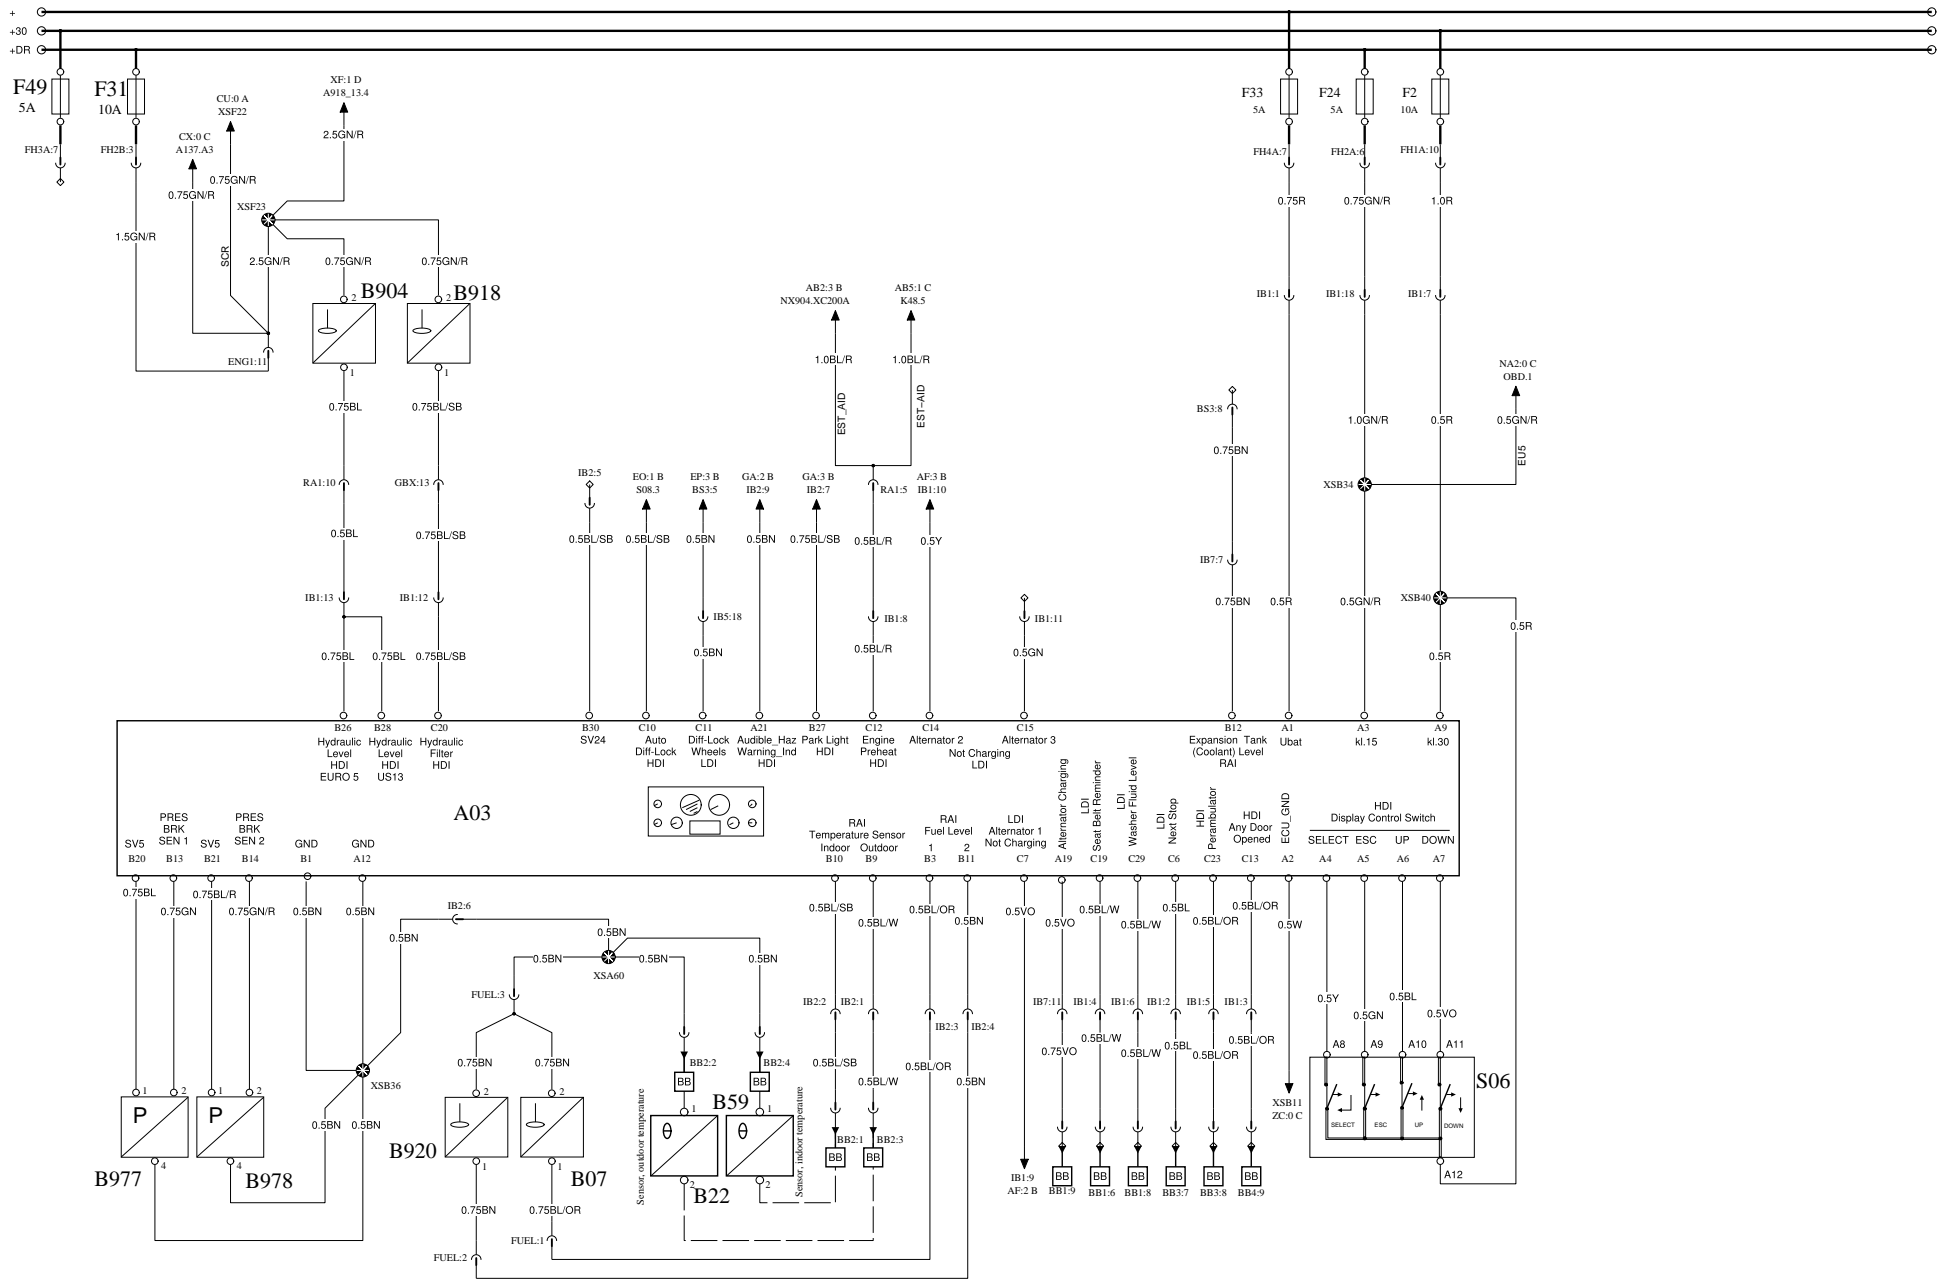 +
+30
+DR
F49
5A
F31
10A
FH3A:7
FH2B:3
CX:0 C
A137.A3
CU:0 A
XSF22
XF:1 D
A918_13.4
F33
5A
F24
5A
F2
10A
FH4A:7
FH2A:6
FH1A:10
2.5GN/R
0.75GN/R
0.75GN/R
XSF23
1.5GN/R
SCR
2.5GN/R
0.75GN/R
0.75GN/R
0.75R
0.75GN/R
1.0R
B904
2
B918
2
1
1
ENG1:11
AB2:3 B
NX904.XC200A
AB5:1 C
K48.5
IB1:1
IB1:18
IB1:7
1.0BL/R
1.0BL/R
EST_AID
EST-AID
NA2:0 C
OBD.1
0.75BL
0.75BL/SB
BS3:8
0.75BN
1.0GN/R
0.5R
0.5GN/R
EU5
RA1:10
GBX:13
IB2:5
EO:1 B
S08.3
EP:3 B
BS3:5
GA:2 B
IB2:9
GA:3 B
IB2:7
RA1:5
AF:3 B
IB1:10
XSB34
0.5BL
0.75BL/SB
0.5BL/SB
0.5BL/SB
0.5BN
0.5BN
0.75BL/SB
0.5BL/R
0.5Y
IB7:7
IB1:13
IB1:12
IB5:18
IB1:8
IB1:11
0.75BN
0.5R
0.5GN/R
XSB40
0.5R
0.75BL
0.75BL
0.75BL/SB
0.5BN
0.5BL/R
0.5GN
0.5R
B26
Hydraulic
Level
HDI
EURO 5
B28
Hydraulic
Level
HDI
US13
C20
Hydraulic
Filter
HDI
B30
SV24
C10
Auto
Diff-Lock
HDI
C11
Diff-Lock
Wheels
LDI
A21
Audible_Haz
Warning_Ind
HDI
B27
Park Light
HDI
C12
Engine
Preheat
HDI
C14
Alternator 2
C15
Alternator 3
Not Charging
LDI
B12
Expansion Tank
(Coolant) Level
RAI
A1
Ubat
A3
kl.15
A9
kl.30
A03
SV5
B20
PRES
BRK
SEN 1
B13
SV5
B21
PRES
BRK
SEN 2
B14
GND
B1
GND
A12
RAI
Temperature Sensor
Indoor
Outdoor
B10
B9
RAI
Fuel Level
1
2
B3
B11
LDI
Alternator 1
Not Charging
C7
Alternator Charging
A19
LDI
Seat Belt Reminder
C19
LDI
Washer Fluid Level
C29
LDI
Next Stop
C6
HDI
Perambulator
C23
HDI
Any Door
Opened
C13
ECU_GND
A2
HDI
Display Control Switch
SELECT
ESC
UP
DOWN
A4
A5
A6
A7
0.75BL
0.75GN
0.75BL/R
0.75GN/R
0.5BN
0.5BN
IB2:6
0.5BN
0.5BN
0.5BN
0.5BN
0.5BN
XSA60
0.5BL/SB
0.5BL/W
0.5BL/OR
0.5BN
0.5VO
0.5VO
0.5BL/W
0.5BL/W
0.5BL
0.5BL/OR
0.5BL/OR
0.5W
FUEL:3
IB2:2
IB2:1
IB2:3
IB2:4
IB7:11
IB1:4
IB1:6
IB1:2
IB1:5
IB1:3
0.5Y
0.5GN
0.5BL
0.5VO
0.75BN
0.75BN
BB2:2
BB2:4
BB
BB
0.5BL/SB
0.5BL/W
0.5BL/OR
0.5BN
0.75VO
0.5BL/W
0.5BL/W
0.5BL
0.5BL/OR
0.5BL/OR
A8
A9
A10
A11
S06
SELECT
ESC
UP
DOWN
A12
XSB11
ZC:0 C
XSB36
1
2
1
2
P
P
4
4
B977
B978
0.5BN
0.5BN
2
2
1
1
B920
B07
1
B59
1
θ
θ
2
2
B22
Sensor, outdoor temperature
Sensor, indoor temperature
BB2:1
BB2:3
BB
BB
BB
BB
BB
BB
BB
BB
BB1:9
BB1:6
BB1:8
BB3:7
BB3:8
BB4:9
IB1:9
AF:2 B
0.75BN
0.75BL/OR
FUEL:2
FUEL:1